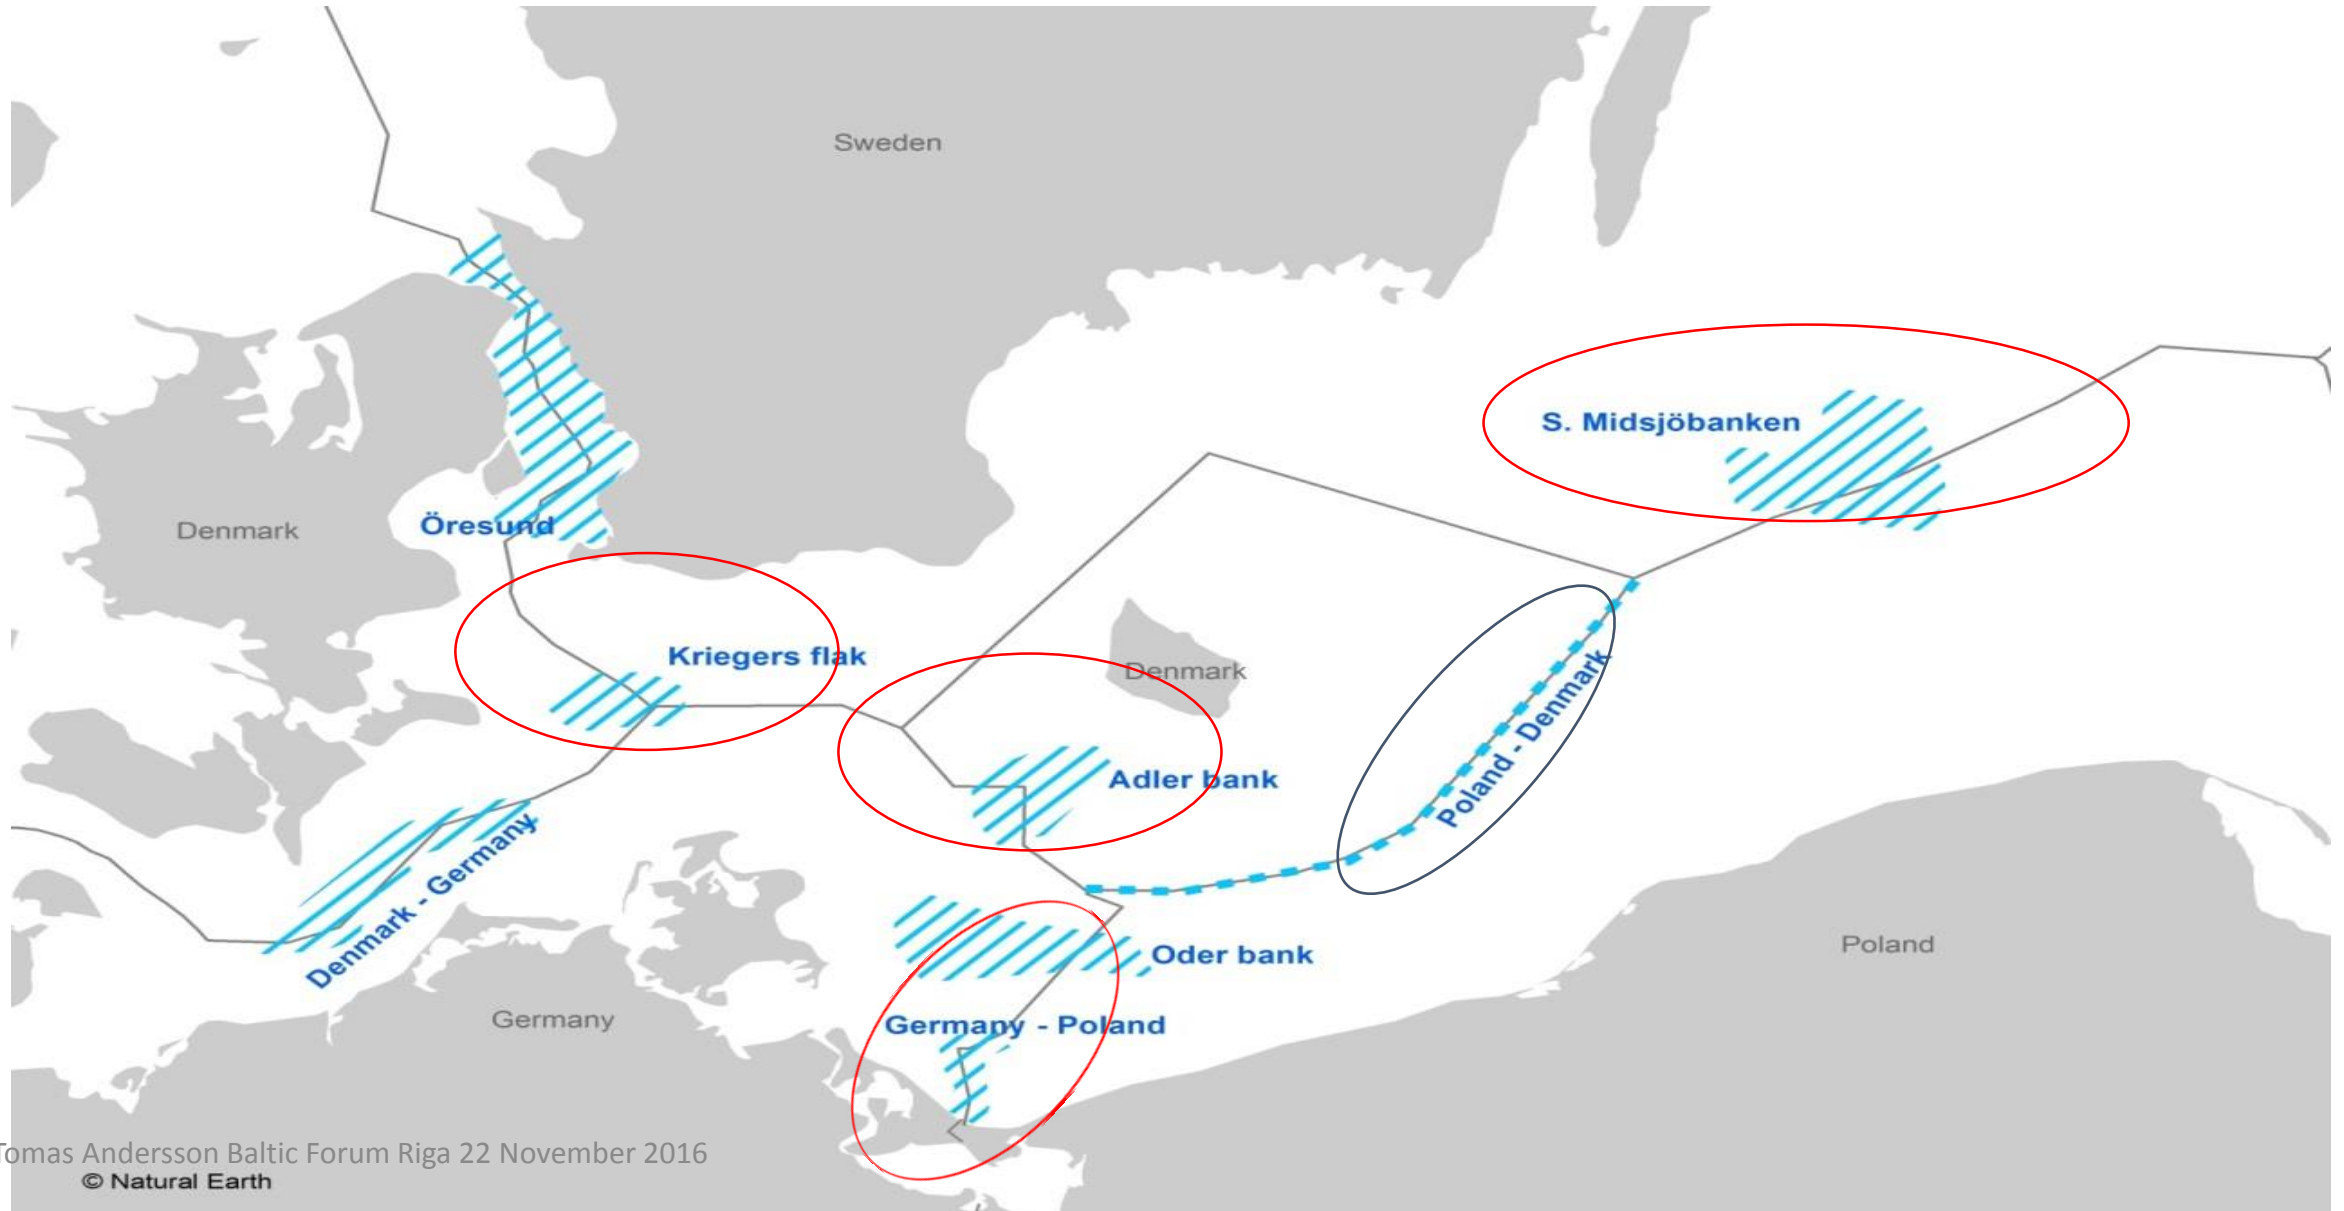 Sweden
S. Midsjöbanken
Öresund
Denmark
Kriegers flak
Denmark
Poland - Denmark
Adler bank
Denmark - Germany
Oder bank
Poland
Germany
Germany - Poland
Tomas Andersson Baltic Forum Riga 22 November 2016
© Natural Earth